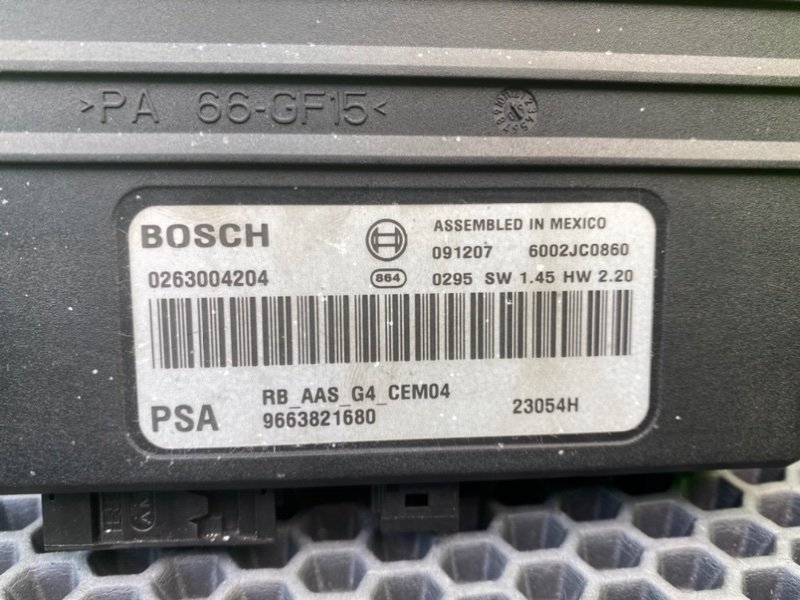 >PA 66-GF15<
BOSCH
ASSEMBLED IN MEXICO
091207 6002JC0860
0263004204
864
0295 SW 1.45 HW 2.20
RB_AAS_G4_CEM04
PSA
9663821680
23054H